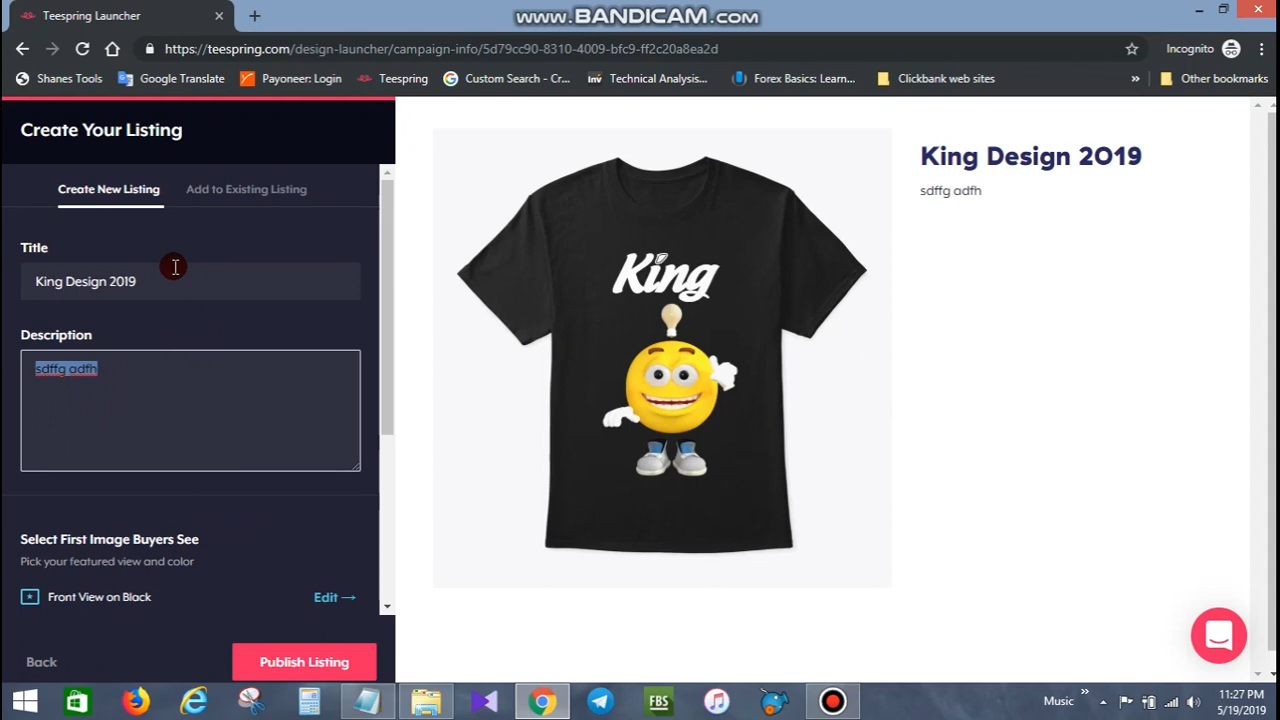 Teespring Launcher
www.BANDICAM.com
https://teespring.com/design-launcher/campaign-info/5d79cc90-8310-4009-bfc9-ff2c20a8ea2d
Incognito
Shanes Tools
Google Translate
Payoneer: Login
Teespring
Custom Search - Cr...
Inv
Technical Analysis...
Forex Basics: Learn...
Clickbank web sites
»
Other bookmarks
Create Your Listing
Create New Listing
Add to Existing Listing
Title
King Design 2019
Description
sdffg adfh
Select First Image Buyers See
Pick your featured view and color
Front View on Black
Edit →
Back
Publish Listing
King Design 2019
sdffg adfh
King
FBS
Music
»
11:27 PM
5/19/2019